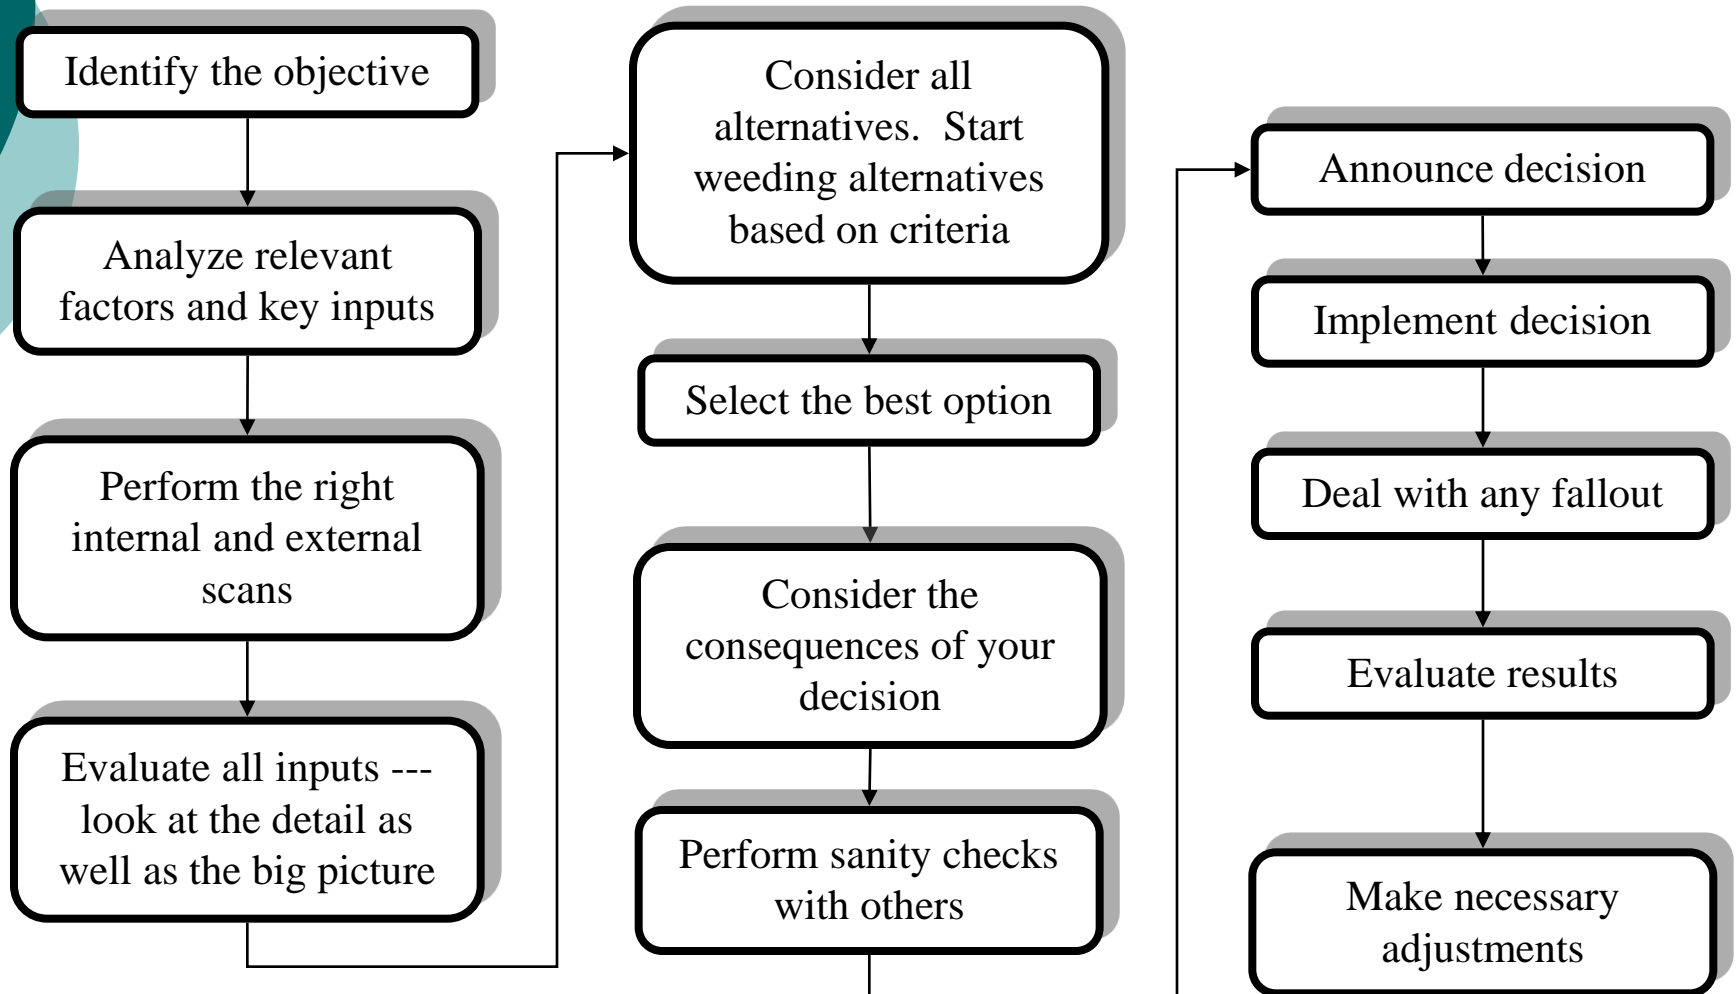 Identify the objective
Analyze relevant
factors and key inputs
Perform the right
internal and external
scans
Evaluate all inputs ---
look at the detail as
well as the big picture
Consider all
alternatives.  Start
weeding alternatives
based on criteria
Select the best option
Consider the
consequences of your
decision
Perform sanity checks
with others
Announce decision
Implement decision
Deal with any fallout
Evaluate results
Make necessary
adjustments